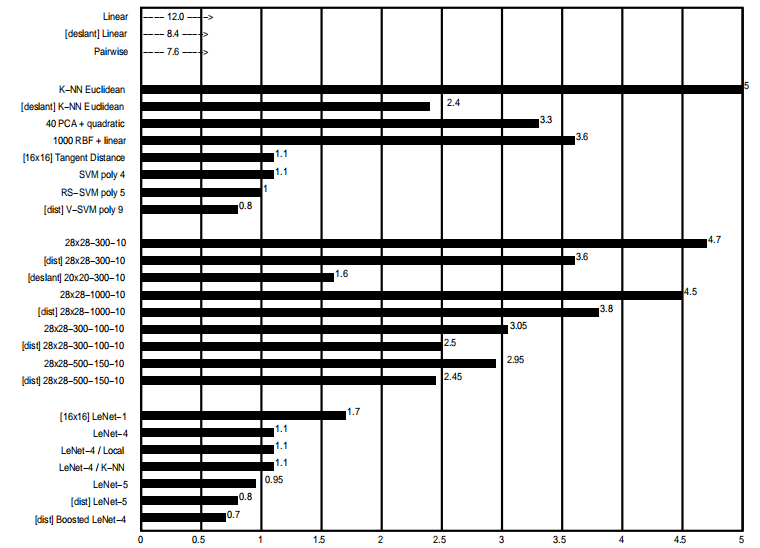 Linear ---- 12.0 ---->
[deslant] Linear ---- 8.4 ---->
Pairwise ---- 7.6 ---->
K-NN Euclidean 5
[deslant] K-NN Euclidean 2.4
40 PCA + quadratic 3.3
1000 RBF + linear 3.6
[16x16] Tangent Distance 1.1
SVM poly 4 1.1
RS-SVM poly 5 1
[dist] V-SVM poly 9 0.8
28x28-300-10 4.7
[dist] 28x28-300-10 3.6
[deslant] 20x20-300-10 1.6
28x28-1000-10 4.5
[dist] 28x28-1000-10 3.8
28x28-300-100-10 3.05
[dist] 28x28-300-100-10 2.5
28x28-500-150-10 2.95
[dist] 28x28-500-150-10 2.45
[16x16] LeNet-1 1.7
LeNet-4 1.1
LeNet-4 / Local 1.1
LeNet-4 / K-NN 1.1
LeNet-5 0.95
[dist] LeNet-5 0.8
[dist] Boosted LeNet-4 0.7
0 0.5 1 1.5 2 2.5 3 3.5 4 4.5 5